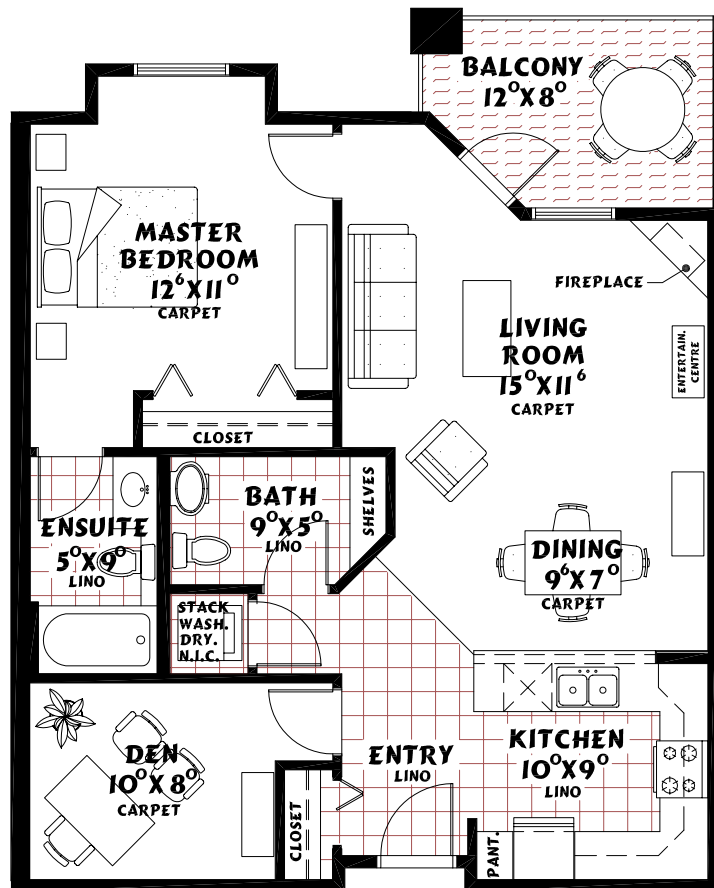 BALCONY
12⁰X8⁰
MASTER
BEDROOM
12⁶X11⁰
CARPET
FIREPLACE
LIVING
ROOM
15⁰X11⁶
CARPET
ENTERTAIN.
CENTRE
CLOSET
BATH
9⁰X5⁰
LINO
SHELVES
ENSUITE
5⁰X9⁰
LINO
DINING
9⁶X7⁰
CARPET
STACK
WASH.
DRY.
N.I.C.
DEN
10⁰X8⁰
CARPET
ENTRY
LINO
KITCHEN
10⁰X9⁰
LINO
CLOSET
PANT.